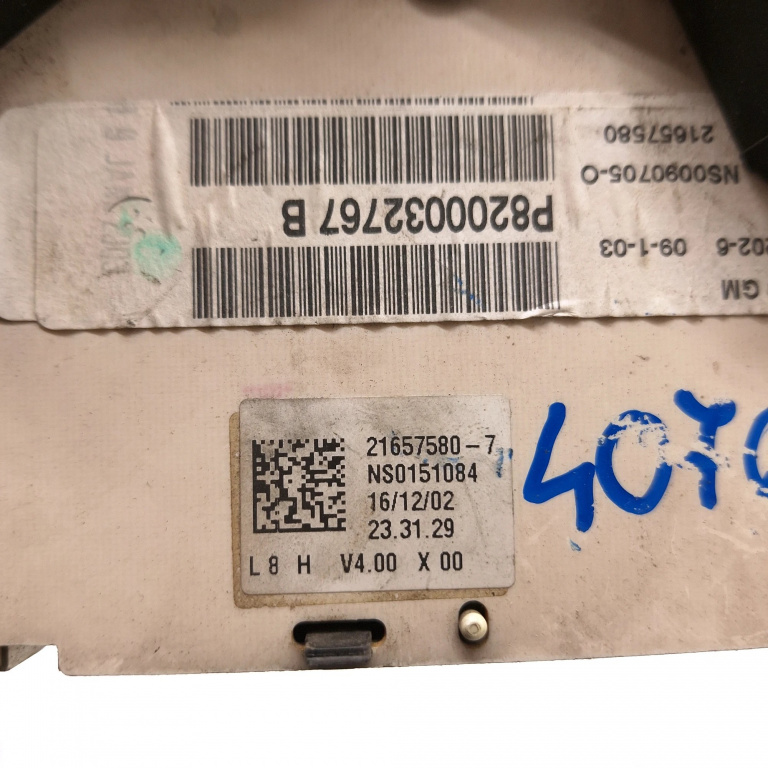 P8200032767 B
21657580
NS0090705-O
202-6 09-1-03
GM
21657580-7
NS0151084
16/12/02
23.31.29
L 8 H V4.00 X 00